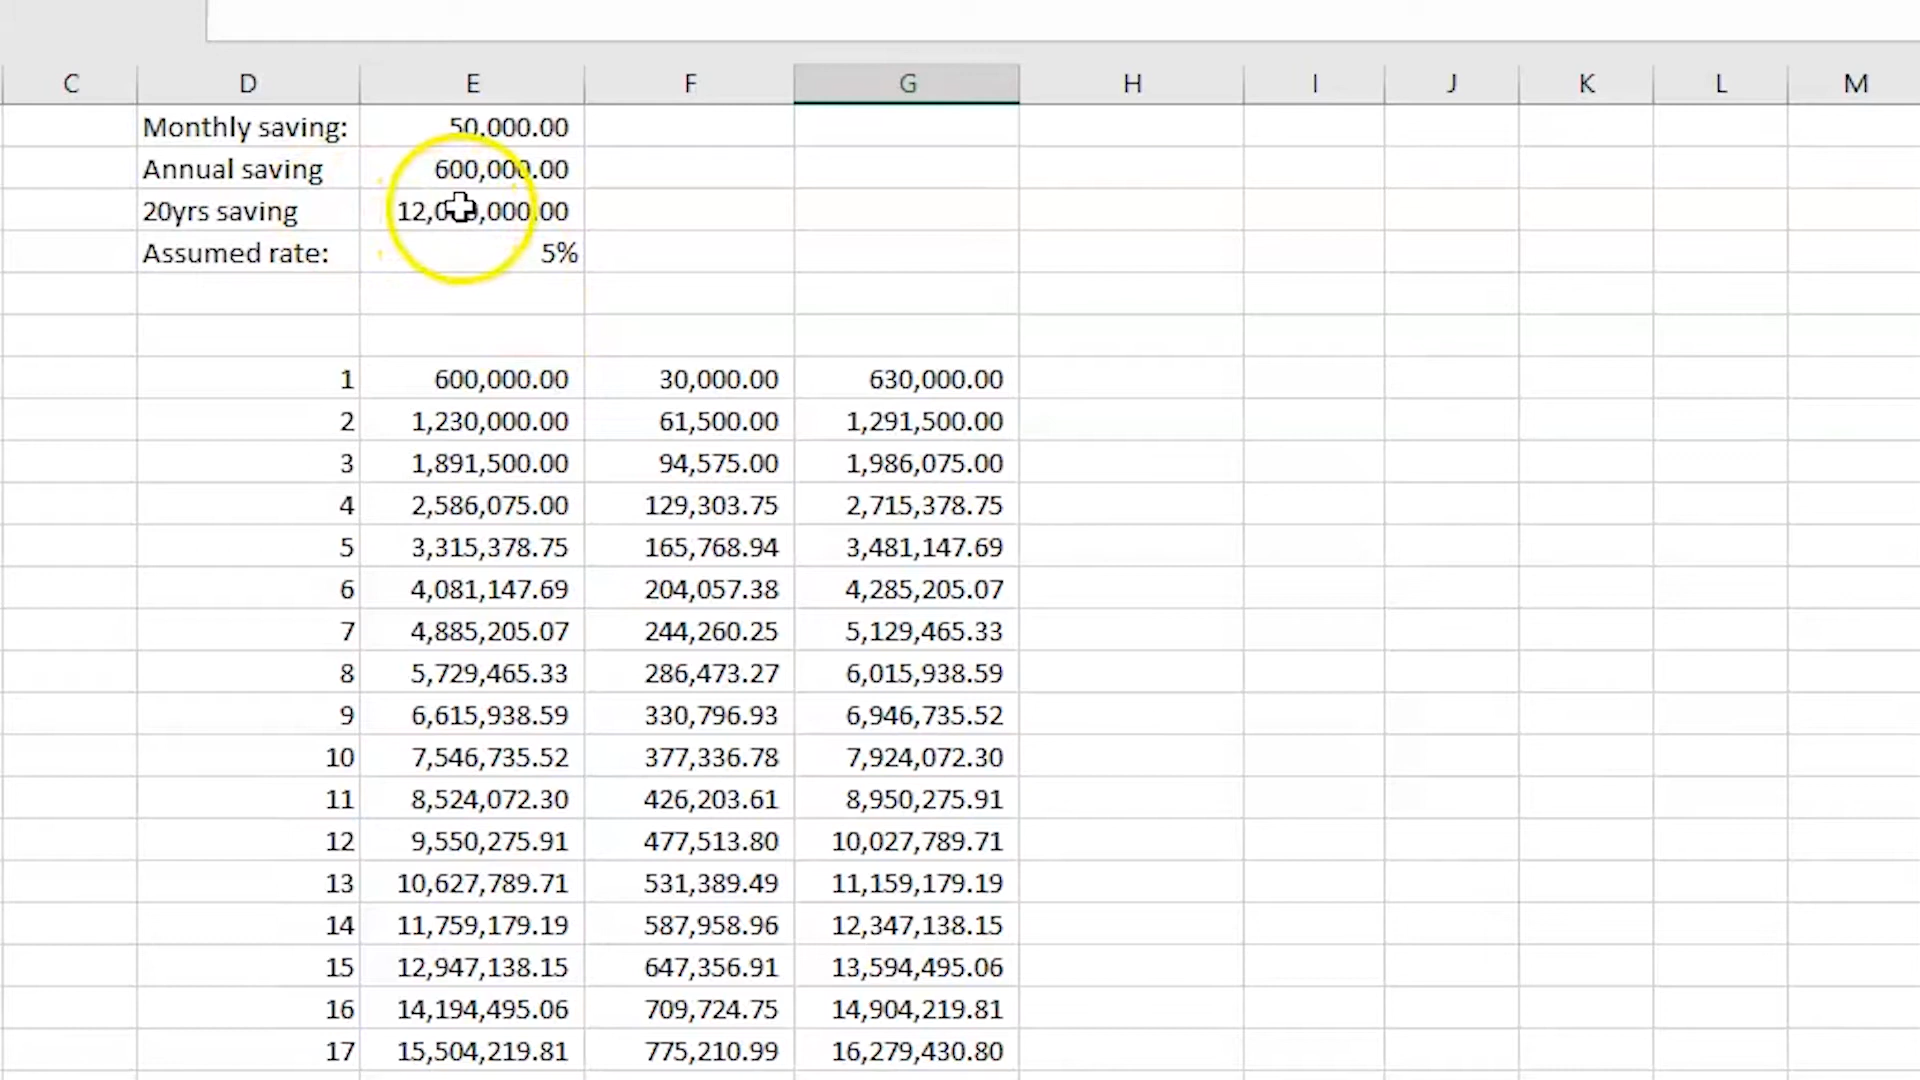 C D E F G H I J K L M
Monthly saving: 50,000.00
Annual saving 600,000.00
20yrs saving 12,000,000.00
Assumed rate: 5%
1 600,000.00 30,000.00 630,000.00
2 1,230,000.00 61,500.00 1,291,500.00
3 1,891,500.00 94,575.00 1,986,075.00
4 2,586,075.00 129,303.75 2,715,378.75
5 3,315,378.75 165,768.94 3,481,147.69
6 4,081,147.69 204,057.38 4,285,205.07
7 4,885,205.07 244,260.25 5,129,465.33
8 5,729,465.33 286,473.27 6,015,938.59
9 6,615,938.59 330,796.93 6,946,735.52
10 7,546,735.52 377,336.78 7,924,072.30
11 8,524,072.30 426,203.61 8,950,275.91
12 9,550,275.91 477,513.80 10,027,789.71
13 10,627,789.71 531,389.49 11,159,179.19
14 11,759,179.19 587,958.96 12,347,138.15
15 12,947,138.15 647,356.91 13,594,495.06
16 14,194,495.06 709,724.75 14,904,219.81
17 15,504,219.81 775,210.99 16,279,430.80